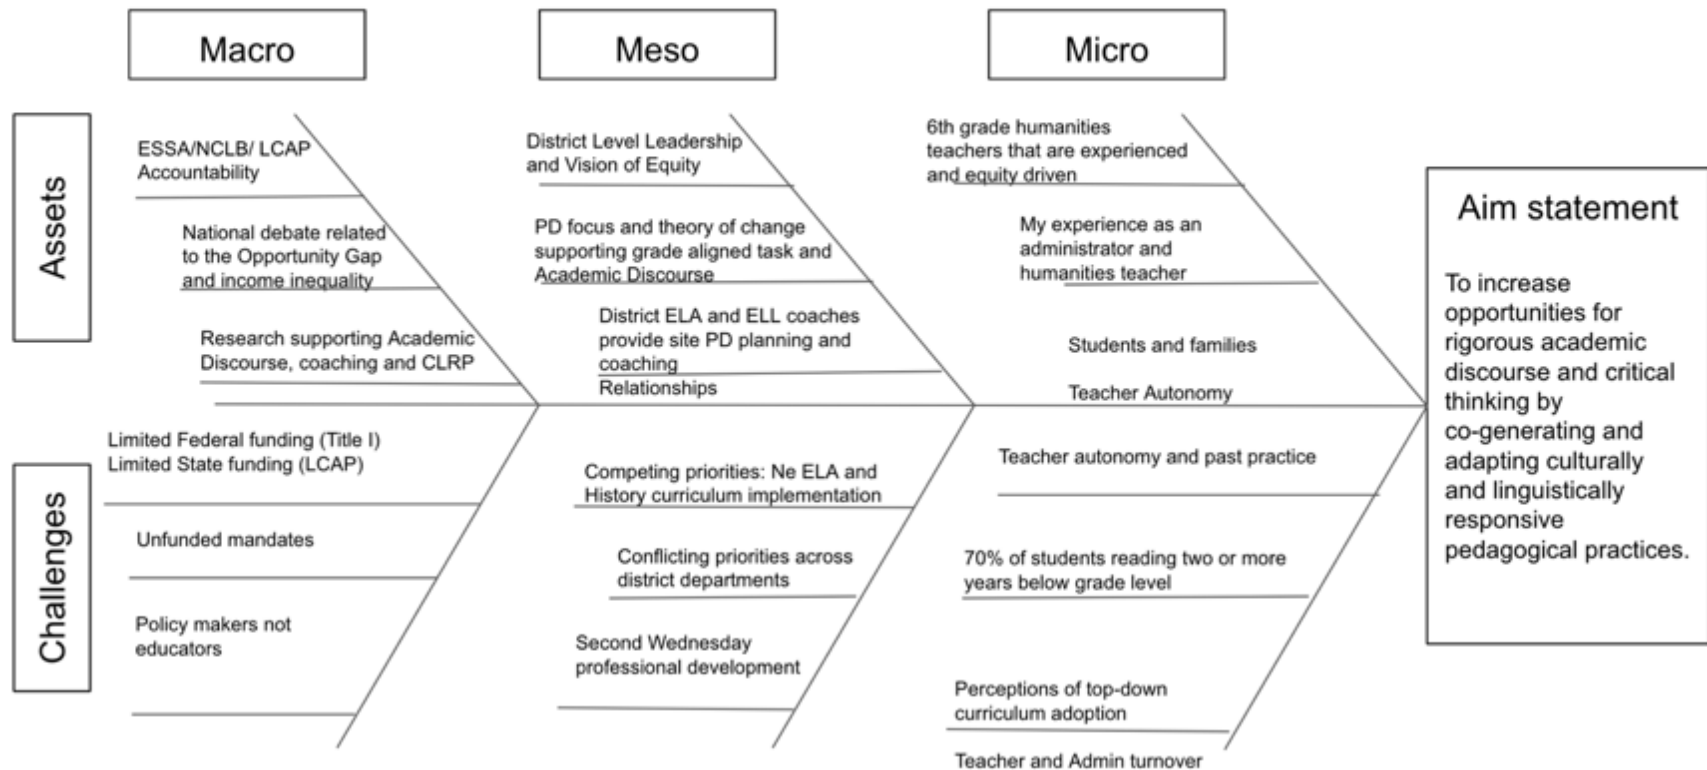 Macro
Meso
Micro
Assets
ESSA/NCLB/ LCAP
Accountability
National debate related
to the Opportunity Gap
and income inequality
Research supporting Academic
Discourse, coaching and CLRP
District Level Leadership
and Vision of Equity
PD focus and theory of change
supporting grade aligned task and
Academic Discourse
District ELA and ELL coaches
provide site PD planning and
coaching
Relationships
6th grade humanities
teachers that are experienced
and equity driven
My experience as an
administrator and
humanities teacher
Students and families
Teacher Autonomy
Challenges
Limited Federal funding (Title I)
Limited State funding (LCAP)
Unfunded mandates
Policy makers not
educators
Competing priorities: Ne ELA and
History curriculum implementation
Conflicting priorities across
district departments
Second Wednesday
professional development
Teacher autonomy and past practice
70% of students reading two or more
years below grade level
Perceptions of top-down
curriculum adoption
Teacher and Admin turnover
Aim statement
To increase
opportunities for
rigorous academic
discourse and critical
thinking by
co-generating and
adapting culturally
and linguistically
responsive
pedagogical practices.